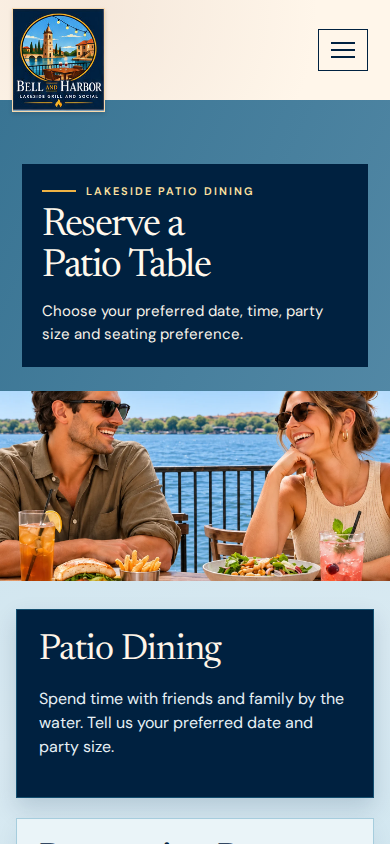 BELL AND HARBOR
LAKESIDE GRILL AND SOCIAL
LAKESIDE PATIO DINING
Reserve a
Patio Table
Choose your preferred date, time, party
size and seating preference.
Patio Dining
Spend time with friends and family by the
water. Tell us your preferred date and
party size.